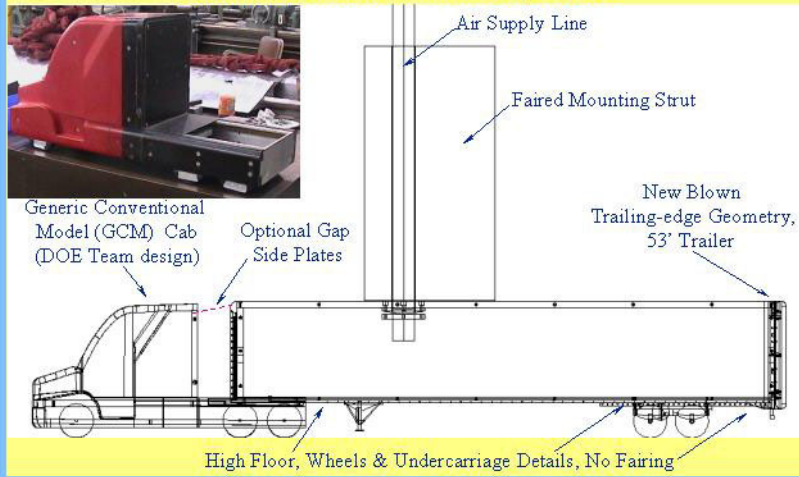 Air Supply Line
Faired Mounting Strut
Generic Conventional
Model (GCM) Cab
(DOE Team design)
Optional Gap
Side Plates
New Blown
Trailing-edge Geometry,
53' Trailer
High Floor, Wheels & Undercarriage Details, No Fairing